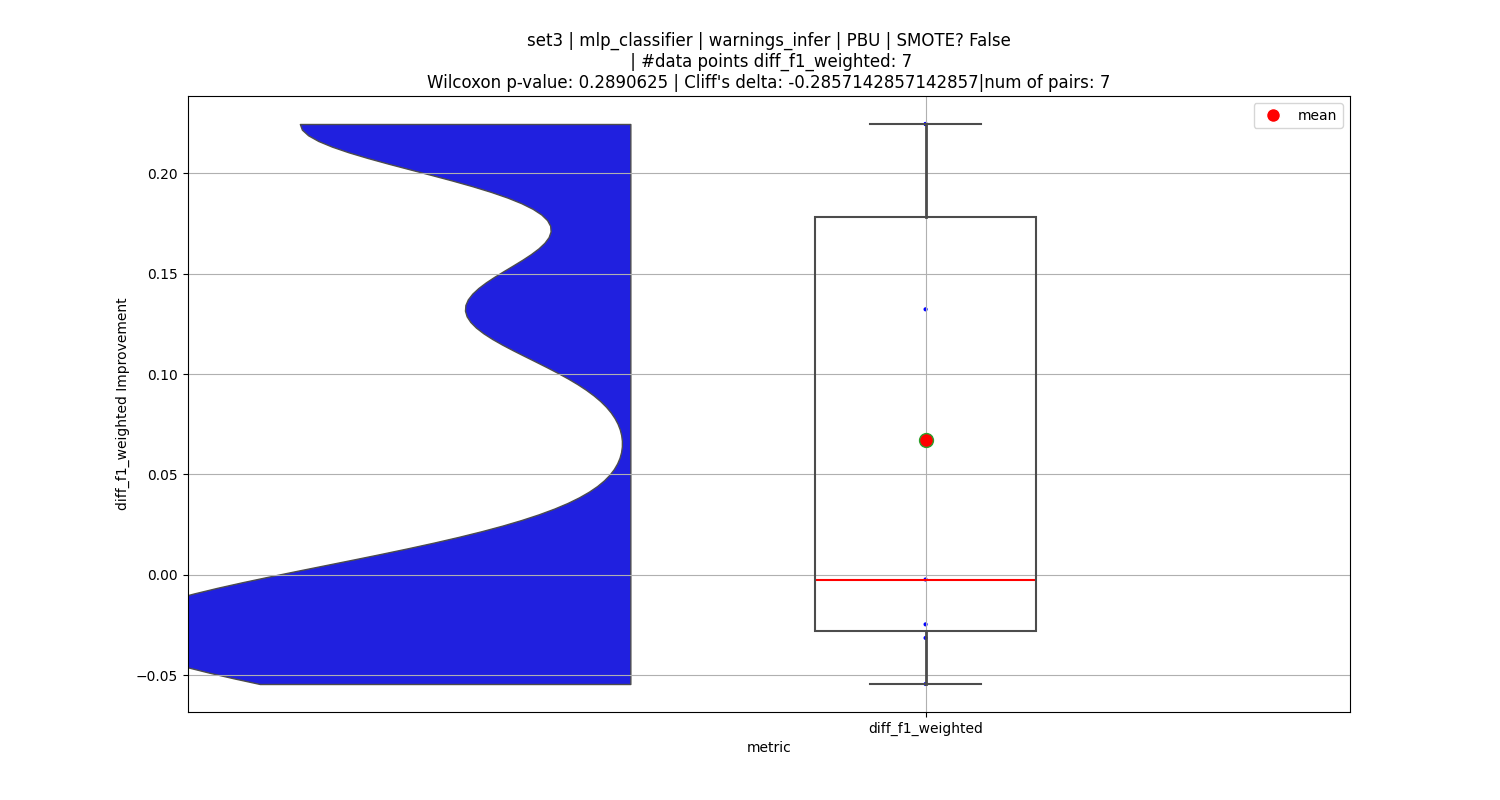 set3 | mlp_classifier | warnings_infer | PBU | SMOTE? False
| #data points diff_f1_weighted: 7
Wilcoxon p-value: 0.2890625 | Cliff's delta: -0.2857142857142857|num of pairs: 7
mean
0.20
0.15
0.10
0.05
0.00
−0.05
diff_f1_weighted Improvement
diff_f1_weighted
metric